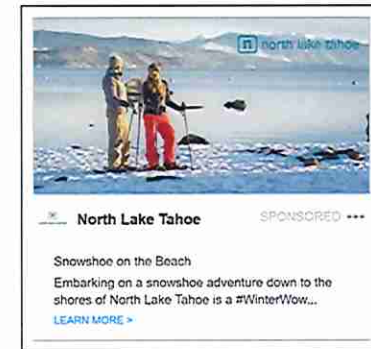 n north lake tahoe
North Lake Tahoe SPONSORED •••
Snowshoe on the Beach
Embarking on a snowshoe adventure down to the
shores of North Lake Tahoe is a #WinterWow...
LEARN MORE >